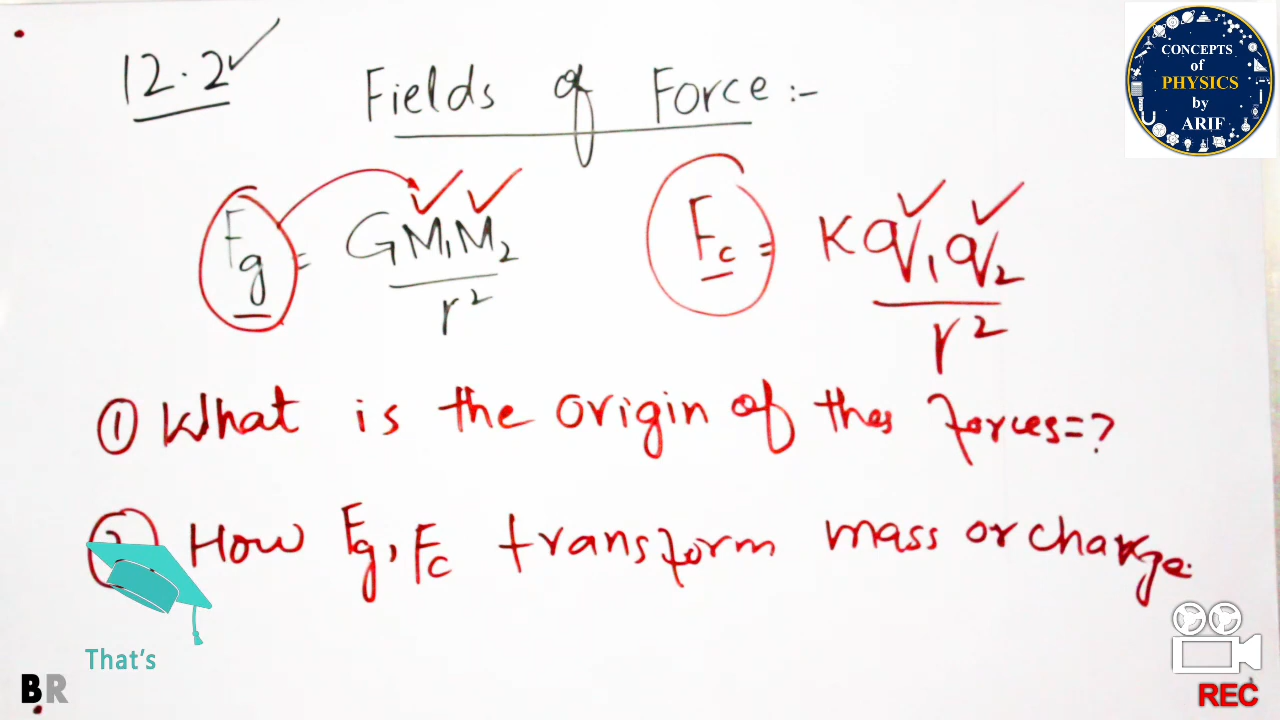 12.2
Fields of Force :-
CONCEPTS
of
PHYSICS
by
ARIF
Fg = GM₁M₂
r²
Fc = Kq₁q₂
r²
① What is the origin of thes forces=?
How Fg, Fc transform mass or charge.
That's
BR
REC